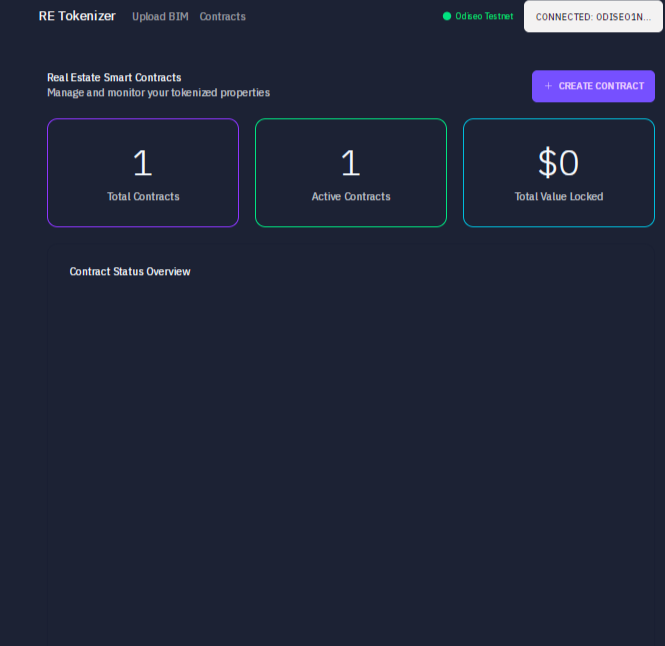 RE Tokenizer Upload BIM Contracts Odiseo Testnet CONNECTED: ODISEO1N...
Real Estate Smart Contracts
Manage and monitor your tokenized properties
+ CREATE CONTRACT
1
Total Contracts
1
Active Contracts
$0
Total Value Locked
Contract Status Overview